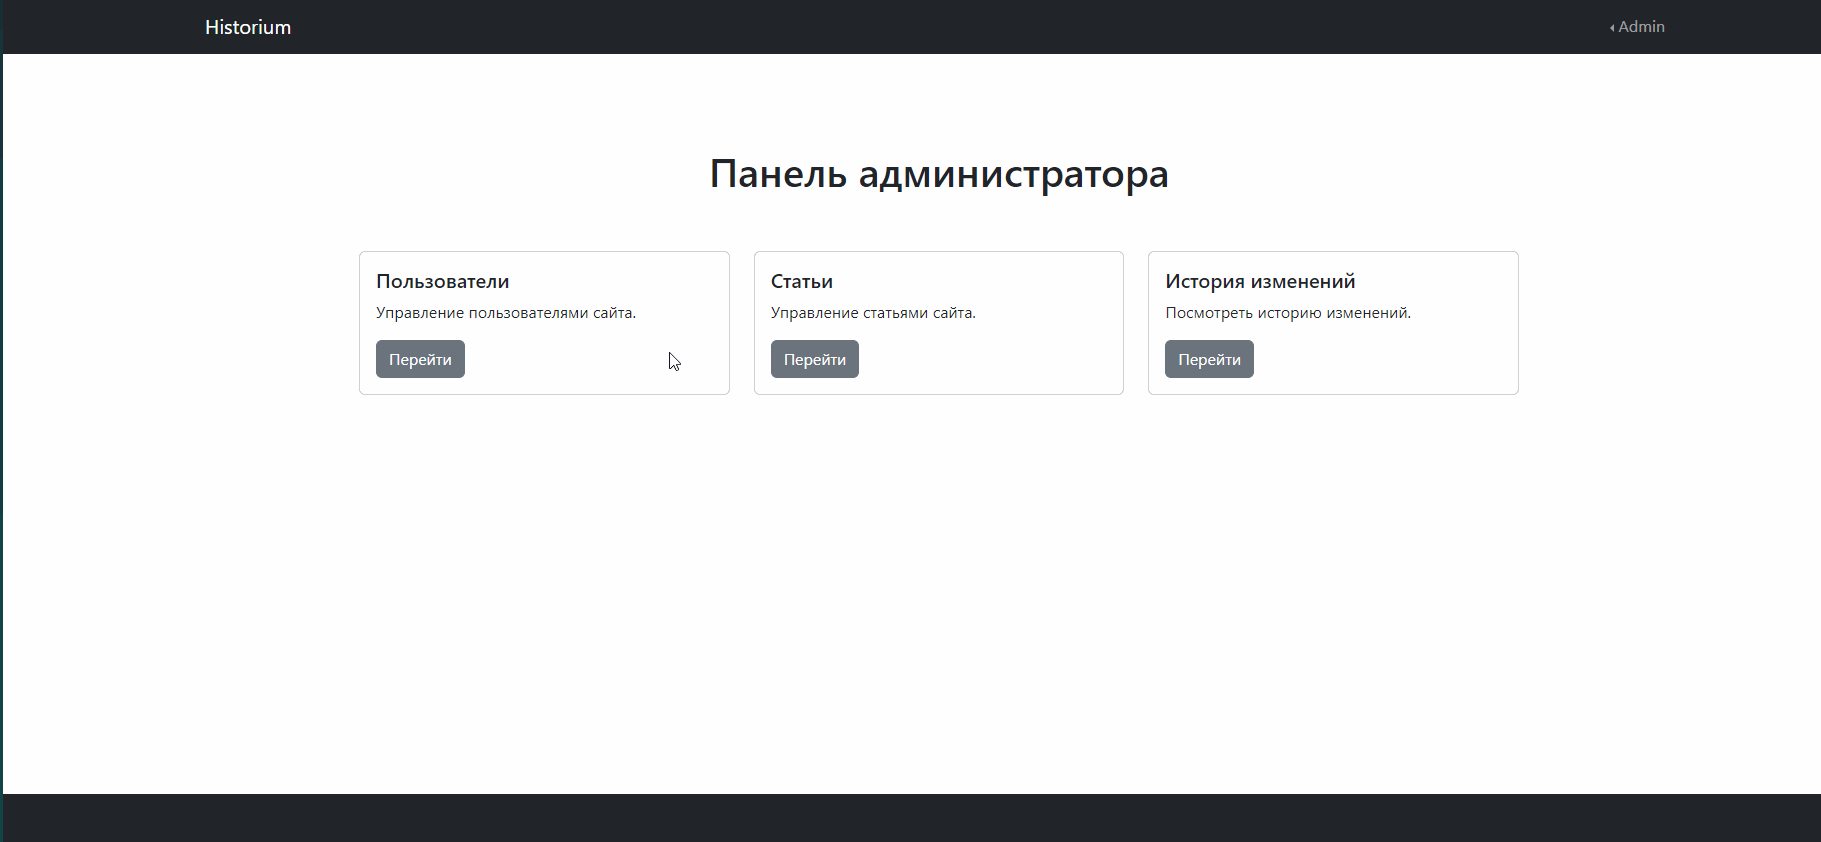 Historium
Admin
Панель администратора
Пользователи
Управление пользователями сайта.
Перейти
Статьи
Управление статьями сайта.
Перейти
История изменений
Посмотреть историю изменений.
Перейти